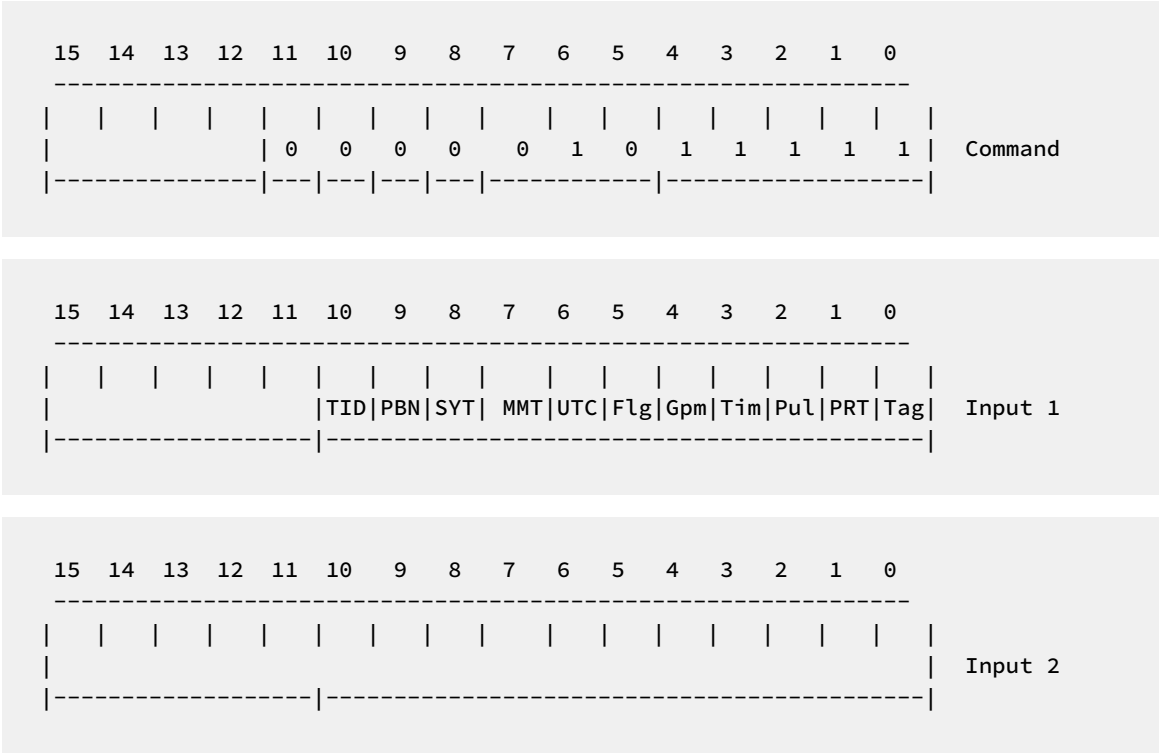 15 14 13 12 11 10 9 8 7 6 5 4 3 2 1 0
---------------------------------------------------------------
| | | | | | | | | | | | | | | | |
| | 0 0 0 0 0 1 0 1 1 1 1 1 | Command
|---------------|---|---|---|---|------------|-------------------|
15 14 13 12 11 10 9 8 7 6 5 4 3 2 1 0
---------------------------------------------------------------
| | | | | | | | | | | | | | | | |
| |TID|PBN|SYT| MMT|UTC|Flg|Gpm|Tim|Pul|PRT|Tag| Input 1
|-------------------|--------------------------------------------|
15 14 13 12 11 10 9 8 7 6 5 4 3 2 1 0
---------------------------------------------------------------
| | | | | | | | | | | | | | | | |
| | Input 2
|-------------------|--------------------------------------------|